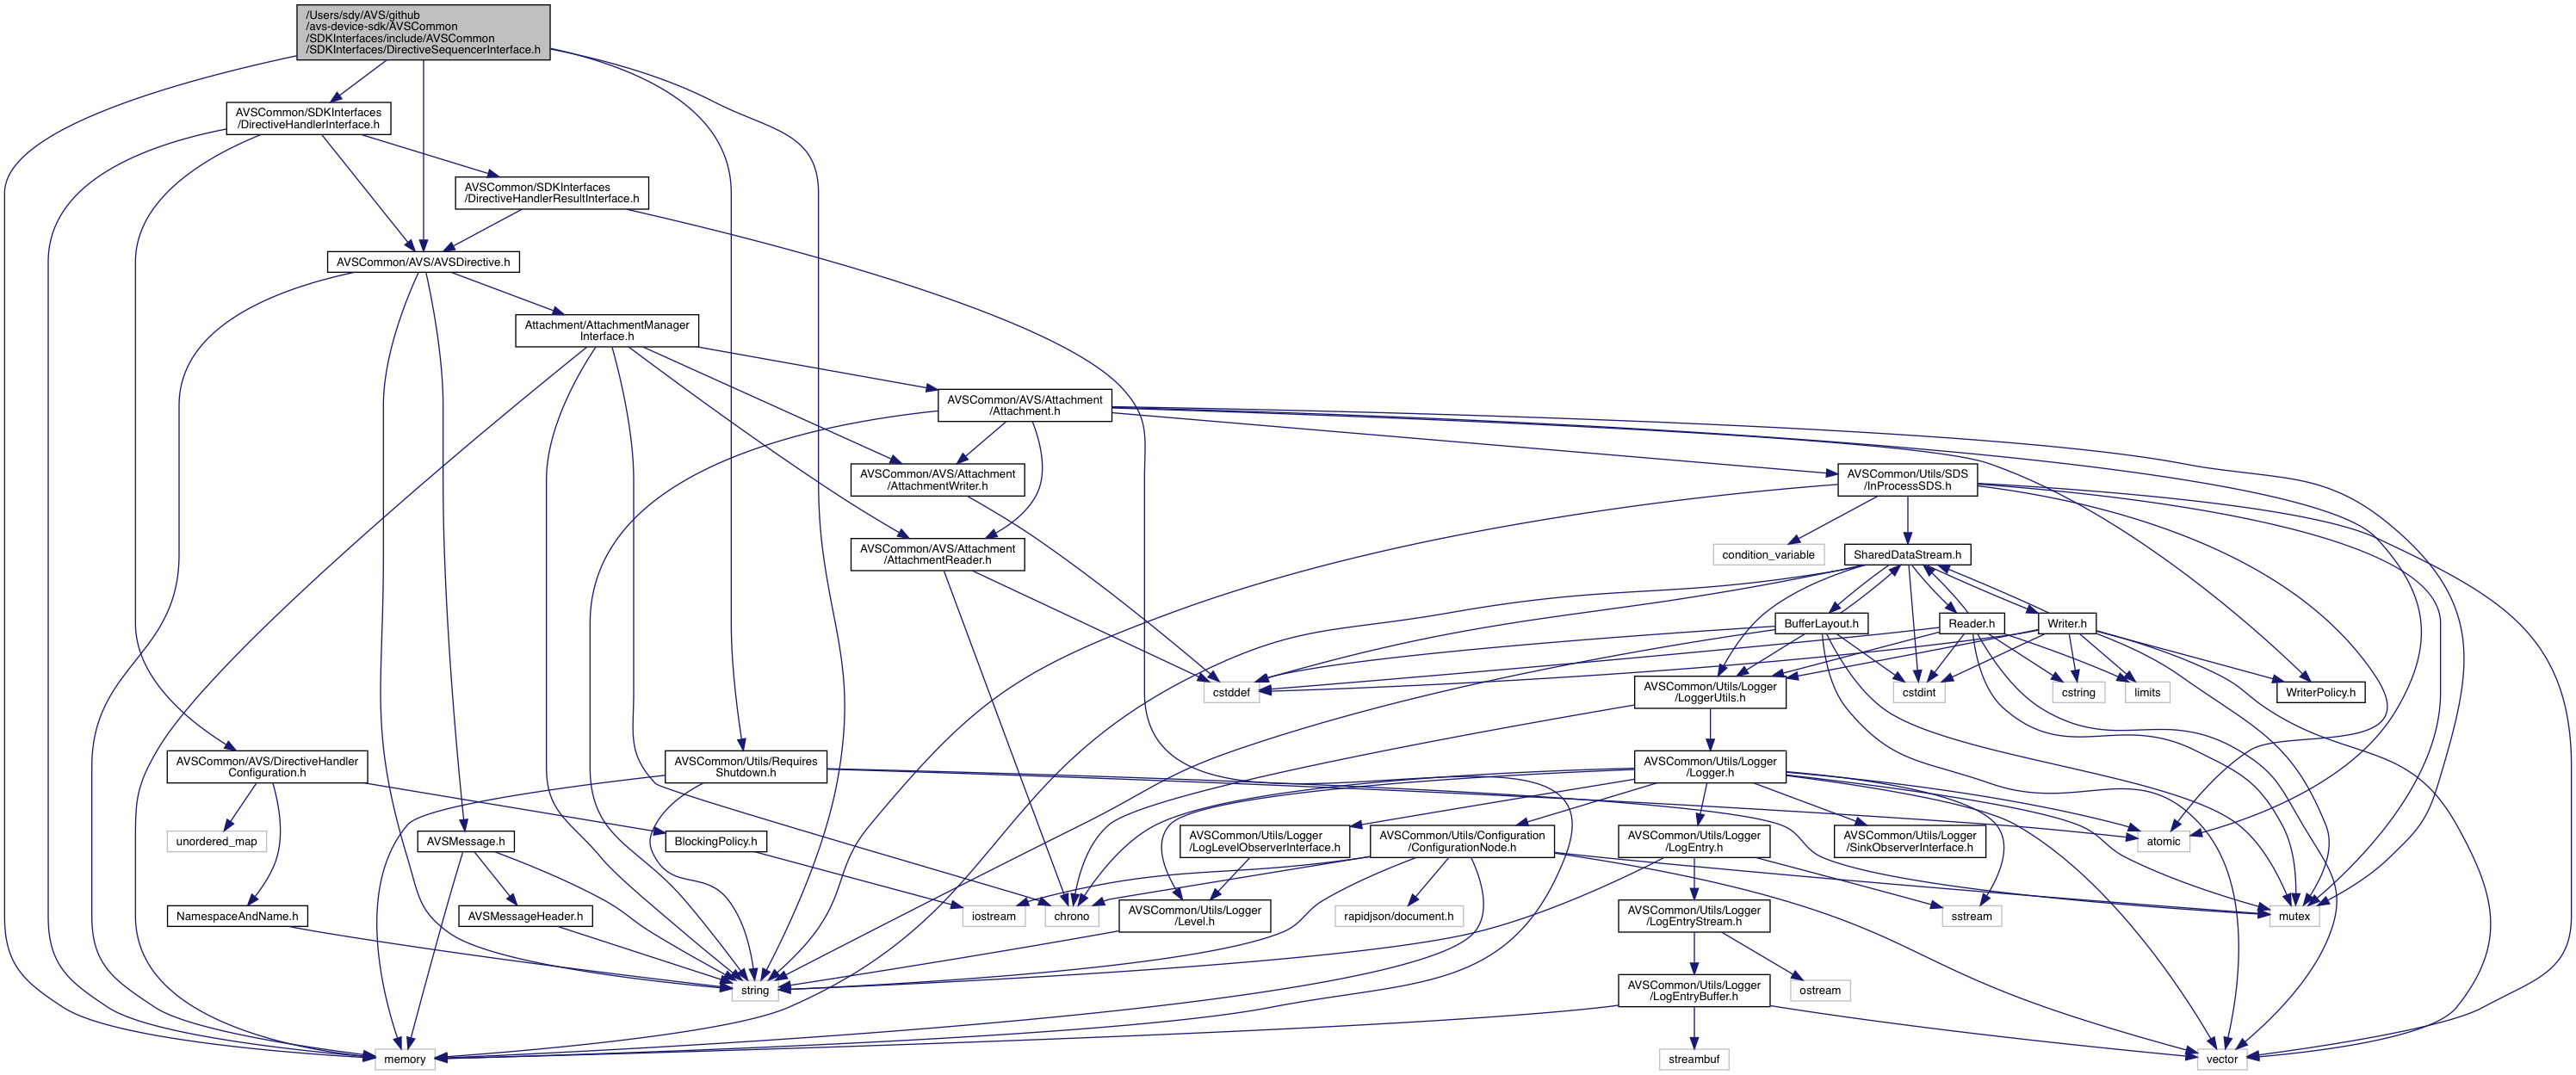 /Users/sdy/AVS/github
/avs-device-sdk/AVSCommon
/SDKInterfaces/include/AVSCommon
/SDKInterfaces/DirectiveSequencerInterface.h
AVSCommon/SDKInterfaces
/DirectiveHandlerInterface.h
AVSCommon/SDKInterfaces
/DirectiveHandlerResultInterface.h
AVSCommon/AVS/AVSDirective.h
Attachment/AttachmentManager
Interface.h
AVSCommon/AVS/Attachment
/Attachment.h
AVSCommon/AVS/Attachment
/AttachmentWriter.h
AVSCommon/Utils/SDS
/InProcessSDS.h
AVSCommon/AVS/Attachment
/AttachmentReader.h
condition_variable
SharedDataStream.h
BufferLayout.h
Reader.h
Writer.h
cstddef
AVSCommon/Utils/Logger
/LoggerUtils.h
cstdint
cstring
limits
WriterPolicy.h
AVSCommon/AVS/DirectiveHandler
Configuration.h
AVSCommon/Utils/Requires
Shutdown.h
AVSCommon/Utils/Logger
/Logger.h
unordered_map
AVSMessage.h
BlockingPolicy.h
AVSCommon/Utils/Logger
/LogLevelObserverInterface.h
AVSCommon/Utils/Configuration
/ConfigurationNode.h
AVSCommon/Utils/Logger
/LogEntry.h
AVSCommon/Utils/Logger
/SinkObserverInterface.h
atomic
NamespaceAndName.h
AVSMessageHeader.h
iostream
chrono
AVSCommon/Utils/Logger
/Level.h
rapidjson/document.h
AVSCommon/Utils/Logger
/LogEntryStream.h
sstream
mutex
string
AVSCommon/Utils/Logger
/LogEntryBuffer.h
ostream
memory
streambuf
vector